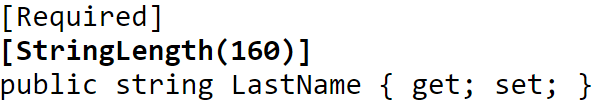 [Required]
[StringLength(160)]
public string LastName { get; set; }